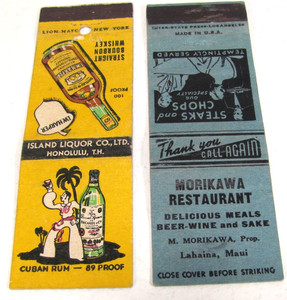 LION MATCH NEW-YORK
STRAIGHT
BOURBON
WHISKEY
100
PROOF
I.W. HARPER
ISLAND LIQUOR CO., LTD.
HONOLULU, T.H.
CUBAN RUM — 89 PROOF
MADE IN U.S.A.
TEMPTINGLY SERVED
STEAKS and
CHOPS
OUR
SPECIALTY
Thank you
CALL-AGAIN
MORIKAWA
RESTAURANT
DELICIOUS MEALS
BEER-WINE and SAKE
M. MORIKAWA, Prop.
Lahaina, Maui
CLOSE COVER BEFORE STRIKING